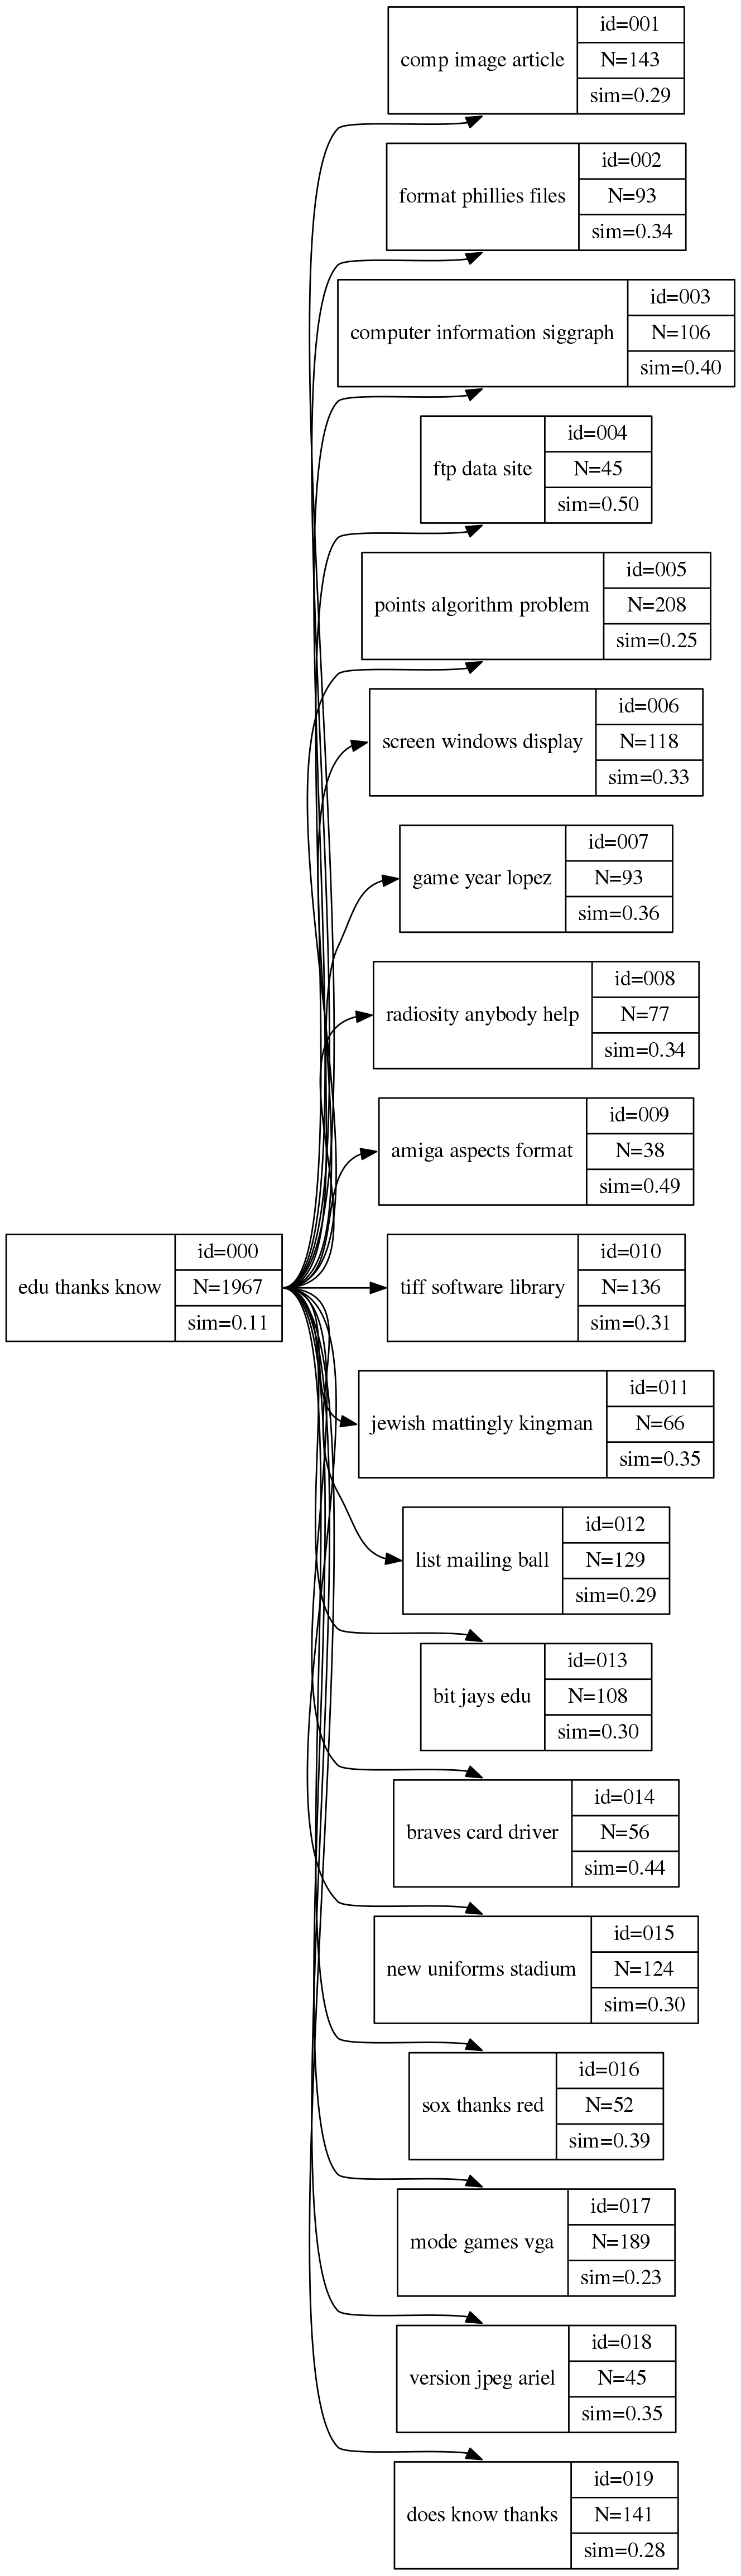 comp image article
id=001
N=143
sim=0.29
format phillies files
id=002
N=93
sim=0.34
computer information siggraph
id=003
N=106
sim=0.40
ftp data site
id=004
N=45
sim=0.50
points algorithm problem
id=005
N=208
sim=0.25
screen windows display
id=006
N=118
sim=0.33
game year lopez
id=007
N=93
sim=0.36
radiosity anybody help
id=008
N=77
sim=0.34
amiga aspects format
id=009
N=38
sim=0.49
edu thanks know
id=000
N=1967
sim=0.11
tiff software library
id=010
N=136
sim=0.31
jewish mattingly kingman
id=011
N=66
sim=0.35
list mailing ball
id=012
N=129
sim=0.29
bit jays edu
id=013
N=108
sim=0.30
braves card driver
id=014
N=56
sim=0.44
new uniforms stadium
id=015
N=124
sim=0.30
sox thanks red
id=016
N=52
sim=0.39
mode games vga
id=017
N=189
sim=0.23
version jpeg ariel
id=018
N=45
sim=0.35
does know thanks
id=019
N=141
sim=0.28